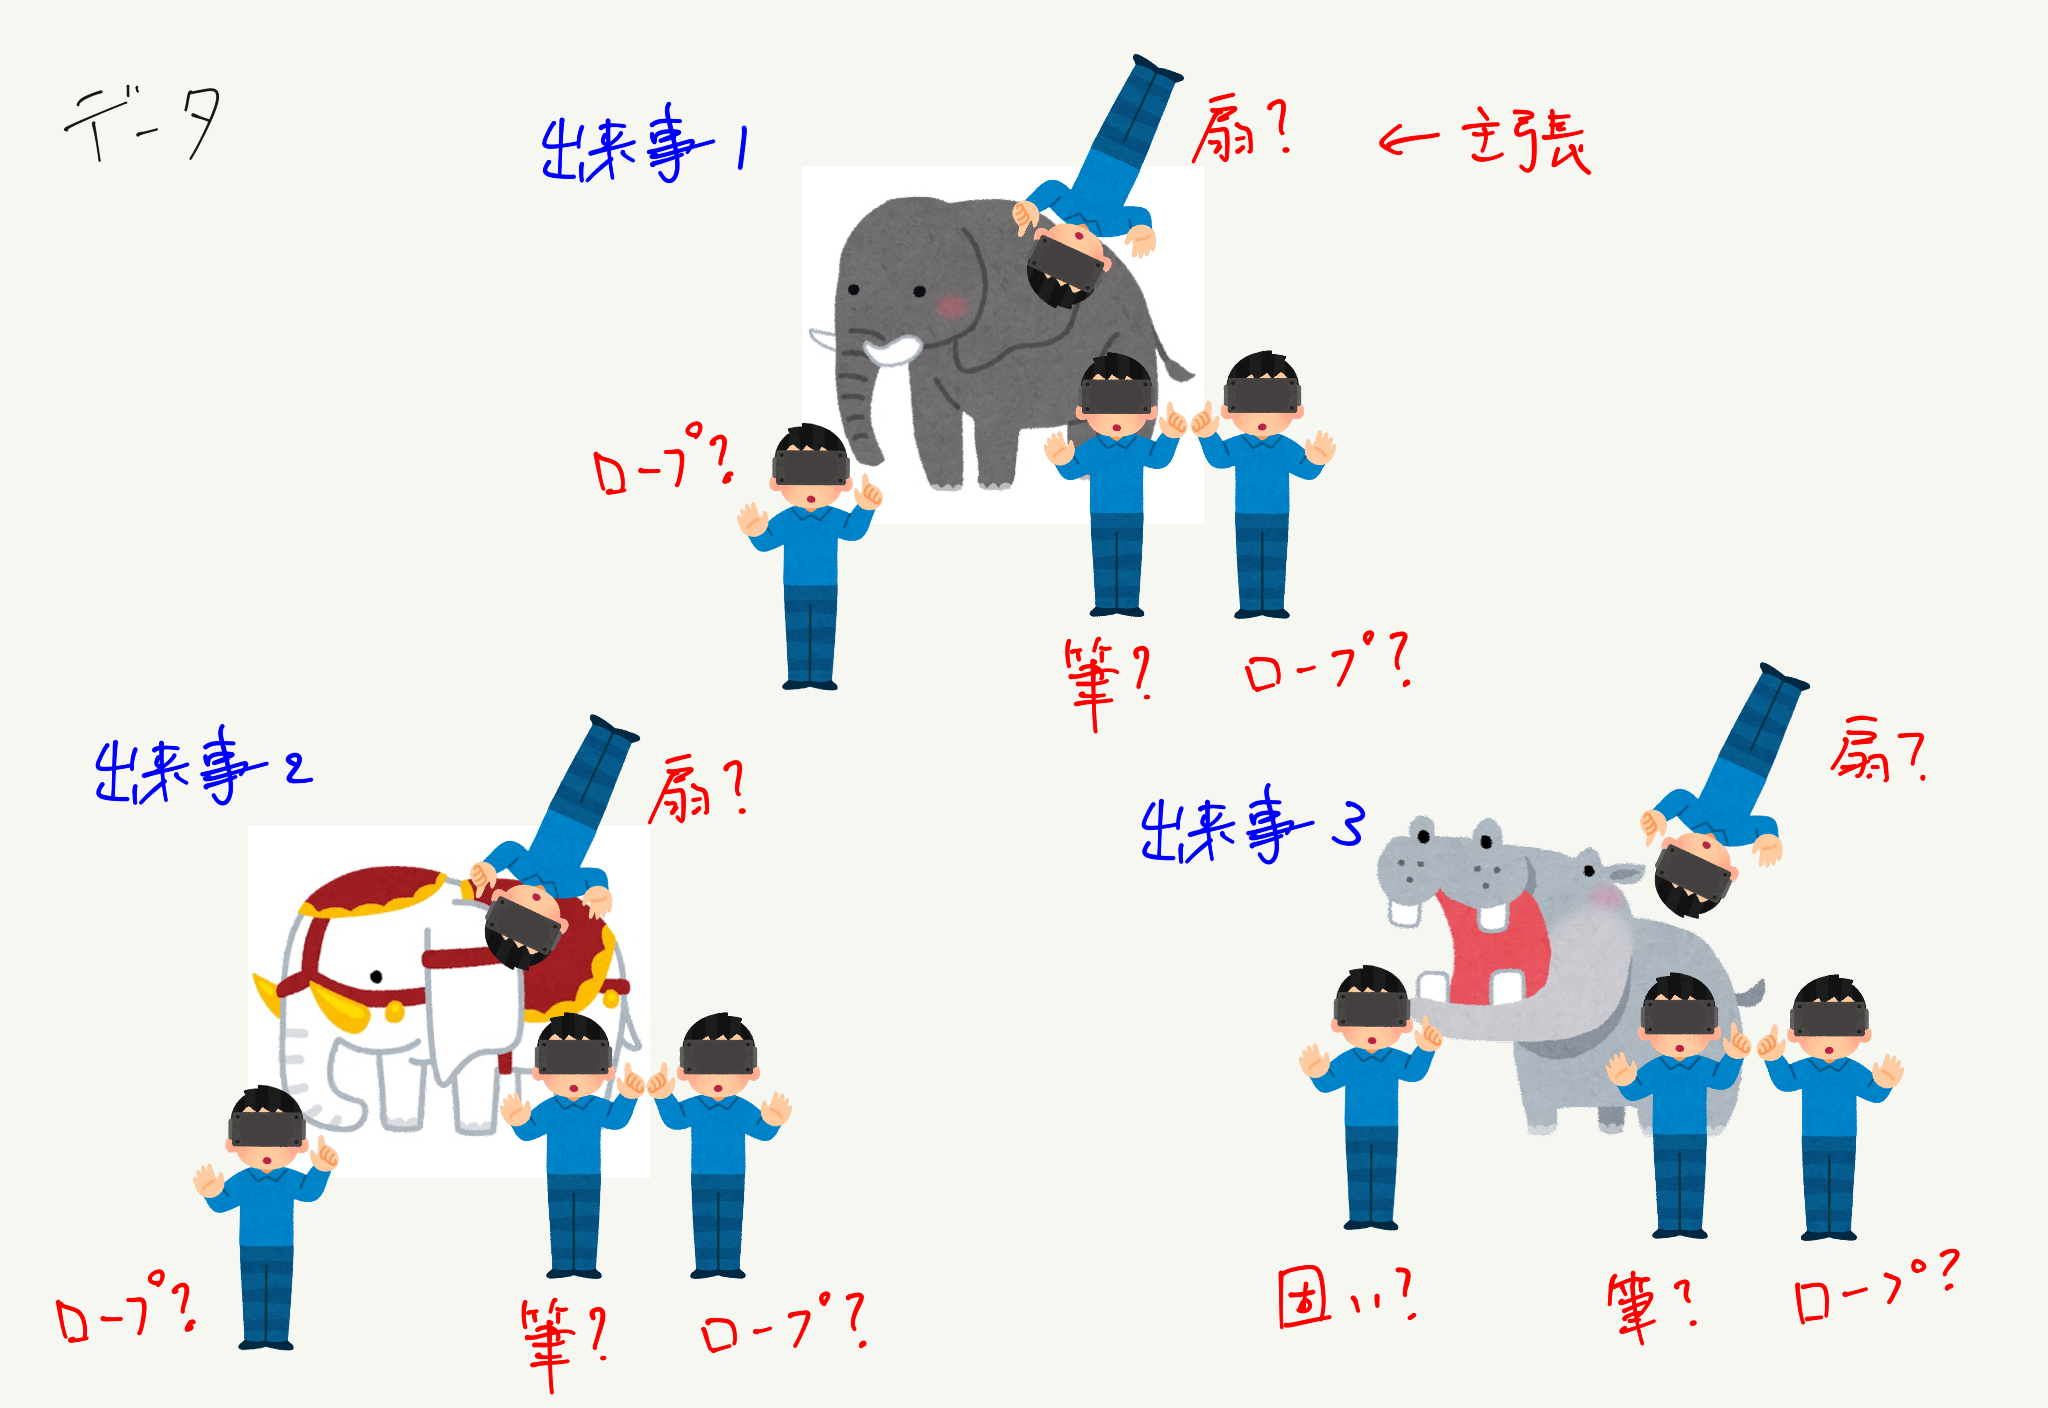 データ
出来事1
扇?
← 主張
ロープ?
筆?
ロープ?
出来事2
扇?
ロープ?
筆?
ロープ?
出来事3
扇?
固い?
筆?
ロープ?